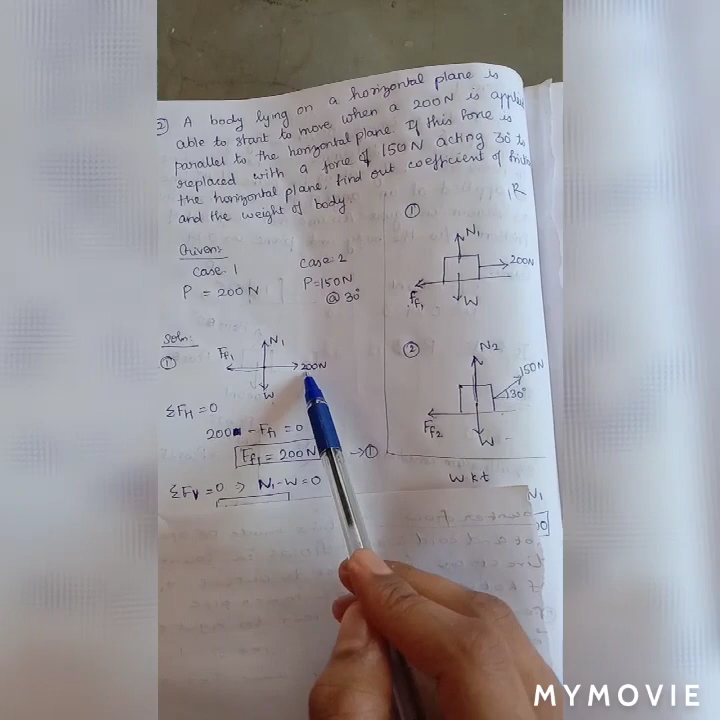 ② A body lying on a horizontal plane is
able to start to move when a 200N is applied
parallel to the horizontal plane. If this force is
replaced with a force of 150N acting 30° to
the horizontal plane, find out coefficient of friction
and the weight of body.
Given:
Case: 1
P = 200N
Case: 2
P=150N
@ 30°
Soln:
①
N1
Ff1
200N
W
ΣFH = 0
200 - Ff1 = 0
Ff1 = 200N → ①
ΣFV = 0 ⇒ N1 - W = 0
①
N1
200N
Ff1
W
②
N2
150N
30°
Ff2
W
W k.t
N1
MYMOVIE